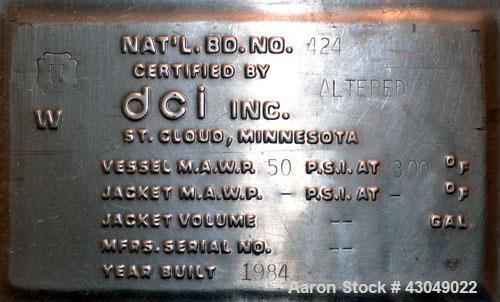 NAT'L. BD. NO. 424
U
CERTIFIED BY
ALTERED
W
dci INC.
ST. CLOUD, MINNESOTA
VESSEL M.A.W.P. 50 P.S.I. AT 300 °F
JACKET M.A.W.P. - P.S.I. AT - °F
JACKET VOLUME -- GAL
MFRS. SERIAL NO. --
YEAR BUILT 1984
Aaron Stock # 43049022